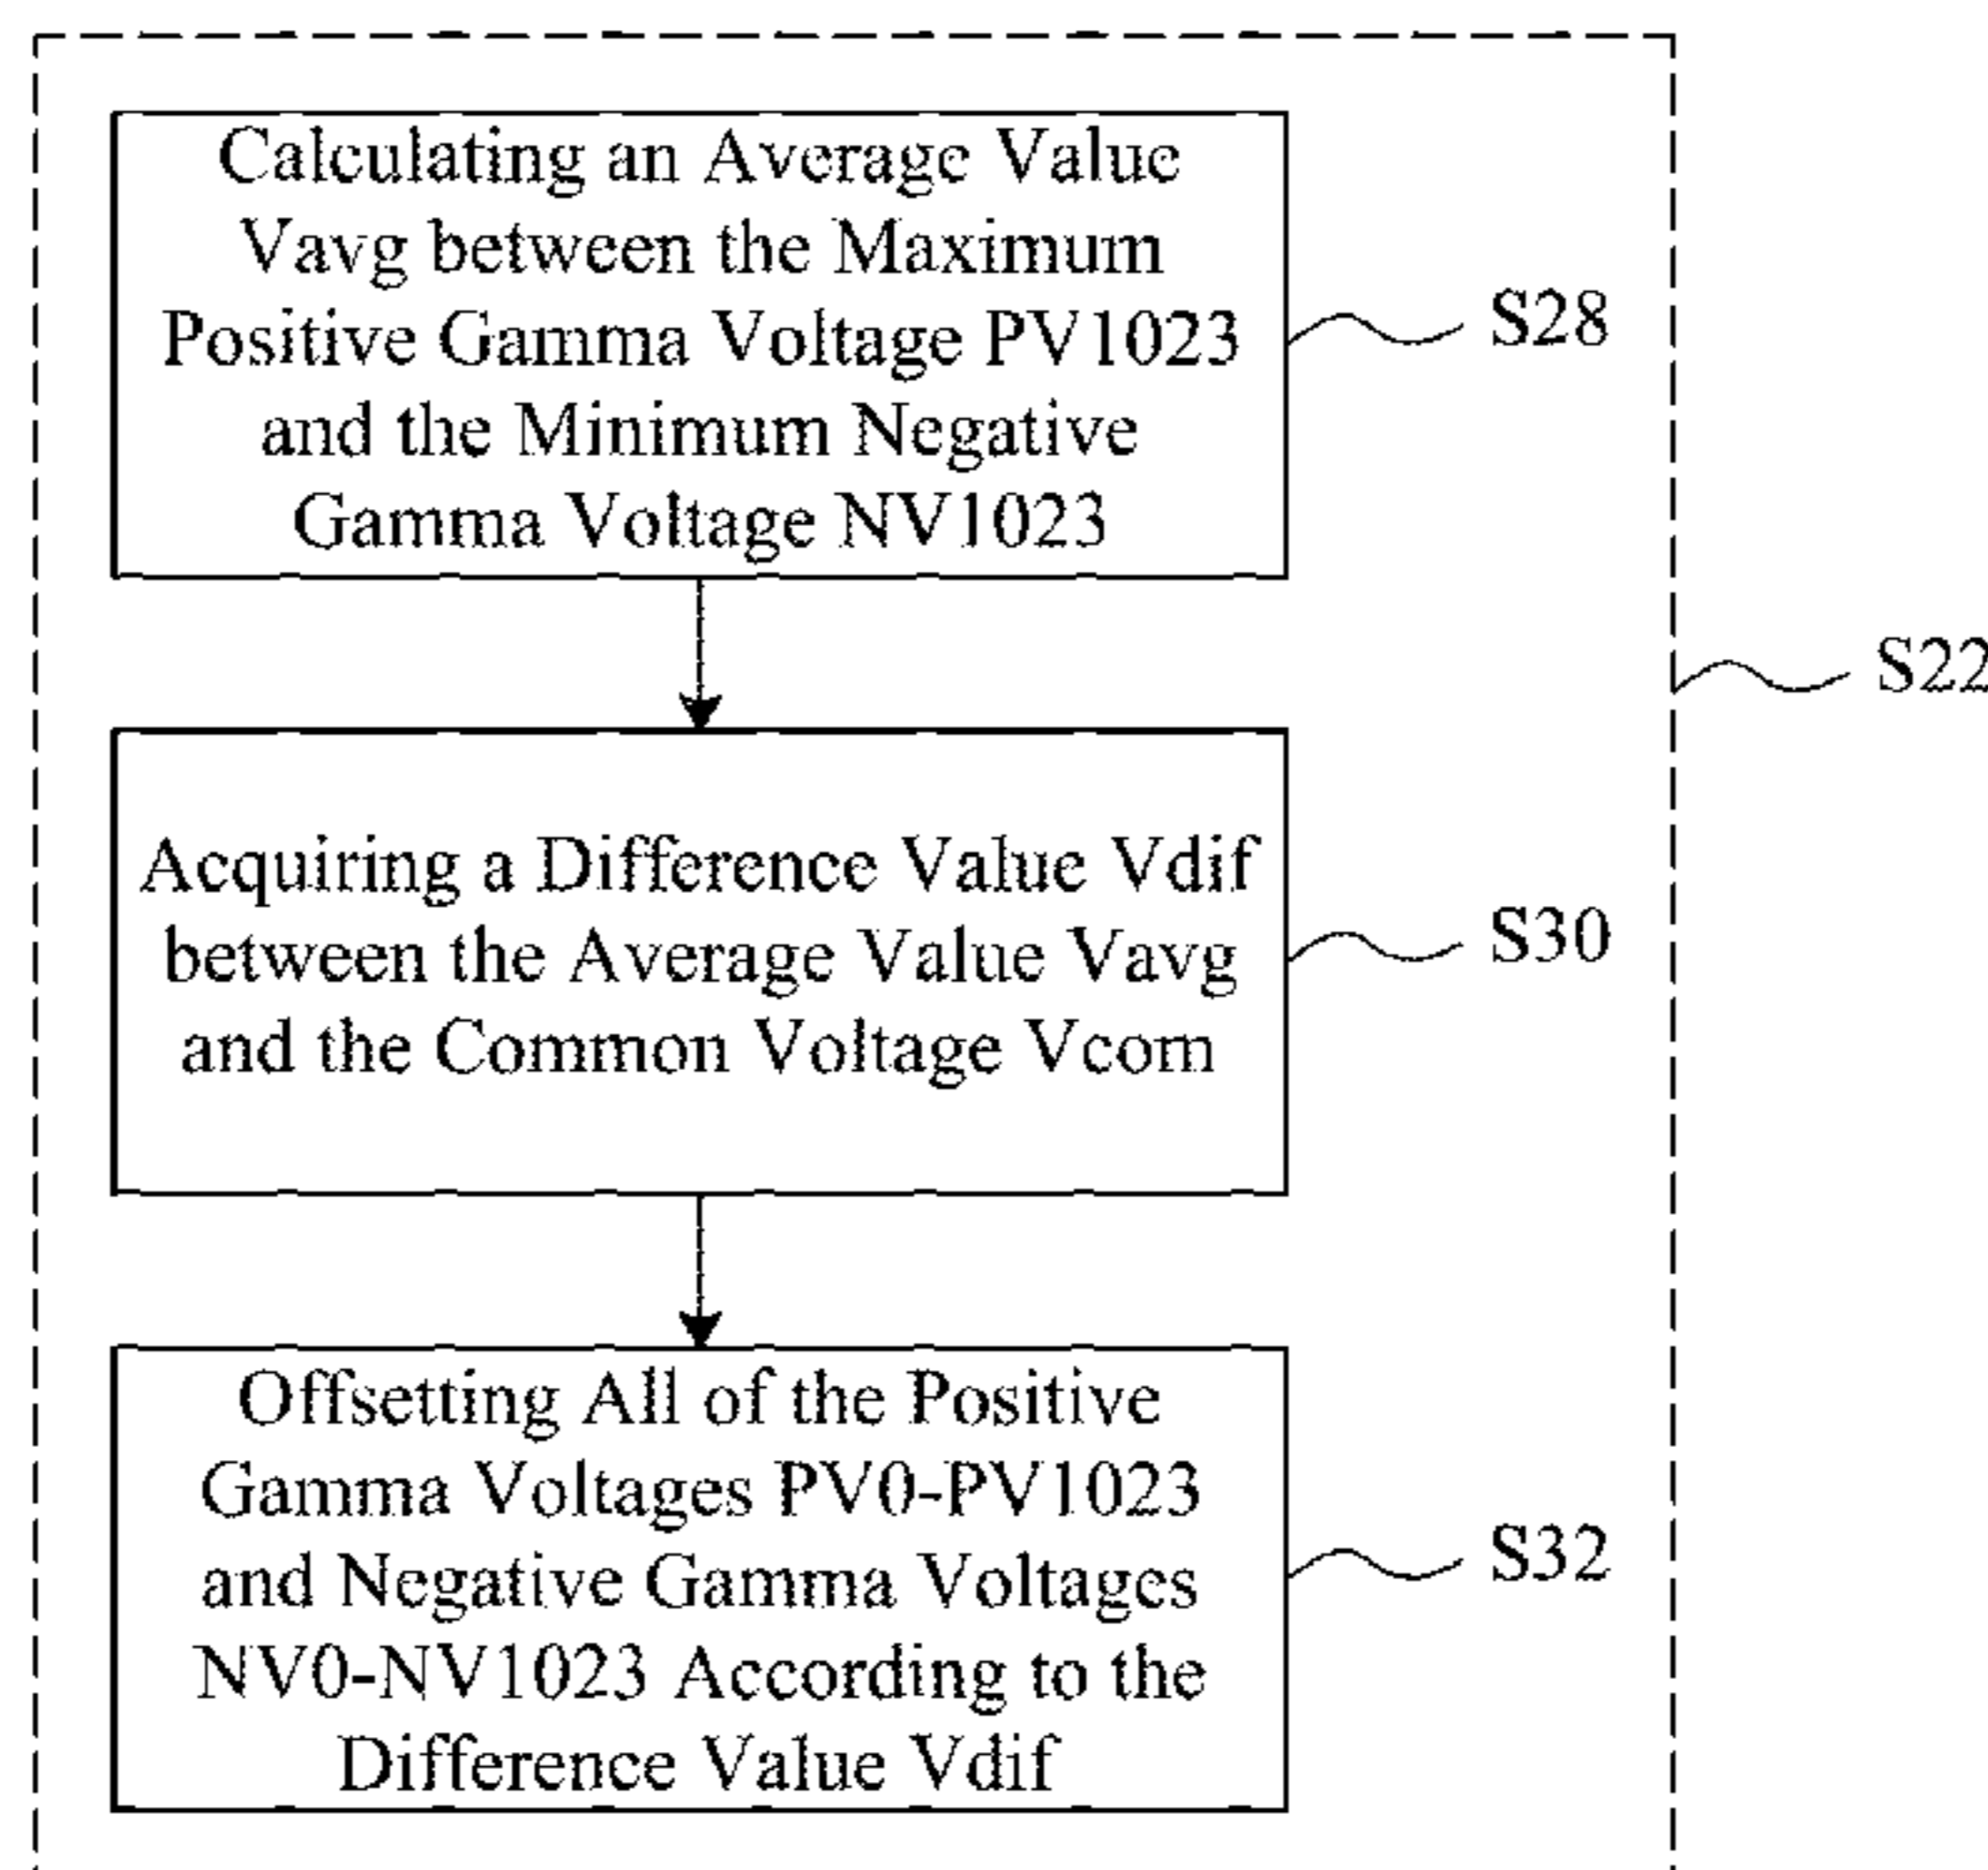 Calculating an Average Value
Vavg between the Maximum
Positive Gamma Voltage PV1023
and the Minimum Negative
Gamma Voltage NV1023
S28
S22
Acquiring a Difference Value Vdif
between the Average Value Vavg
and the Common Voltage Vcom
S30
Offsetting All of the Positive
Gamma Voltages PV0-PV1023
and Negative Gamma Voltages
NV0-NV1023 According to the
Difference Value Vdif
S32